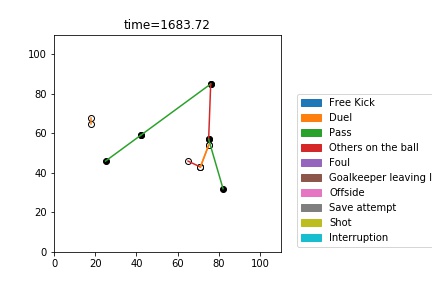 time=1683.72
100
80
60
40
20
0
0 20 40 60 80 100
Free Kick
Duel
Pass
Others on the ball
Foul
Goalkeeper leaving l
Offside
Save attempt
Shot
Interruption